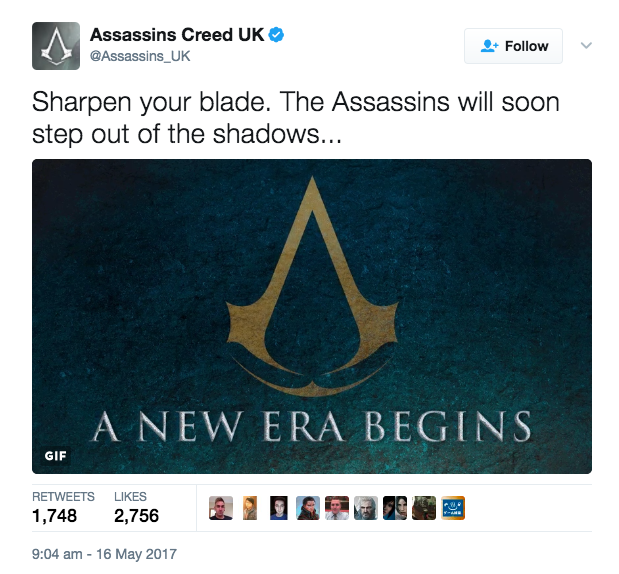 Assassins Creed UK
@Assassins_UK
Follow
Sharpen your blade. The Assassins will soon
step out of the shadows...
A NEW ERA BEGINS
GIF
RETWEETS LIKES
1,748 2,756
9:04 am - 16 May 2017